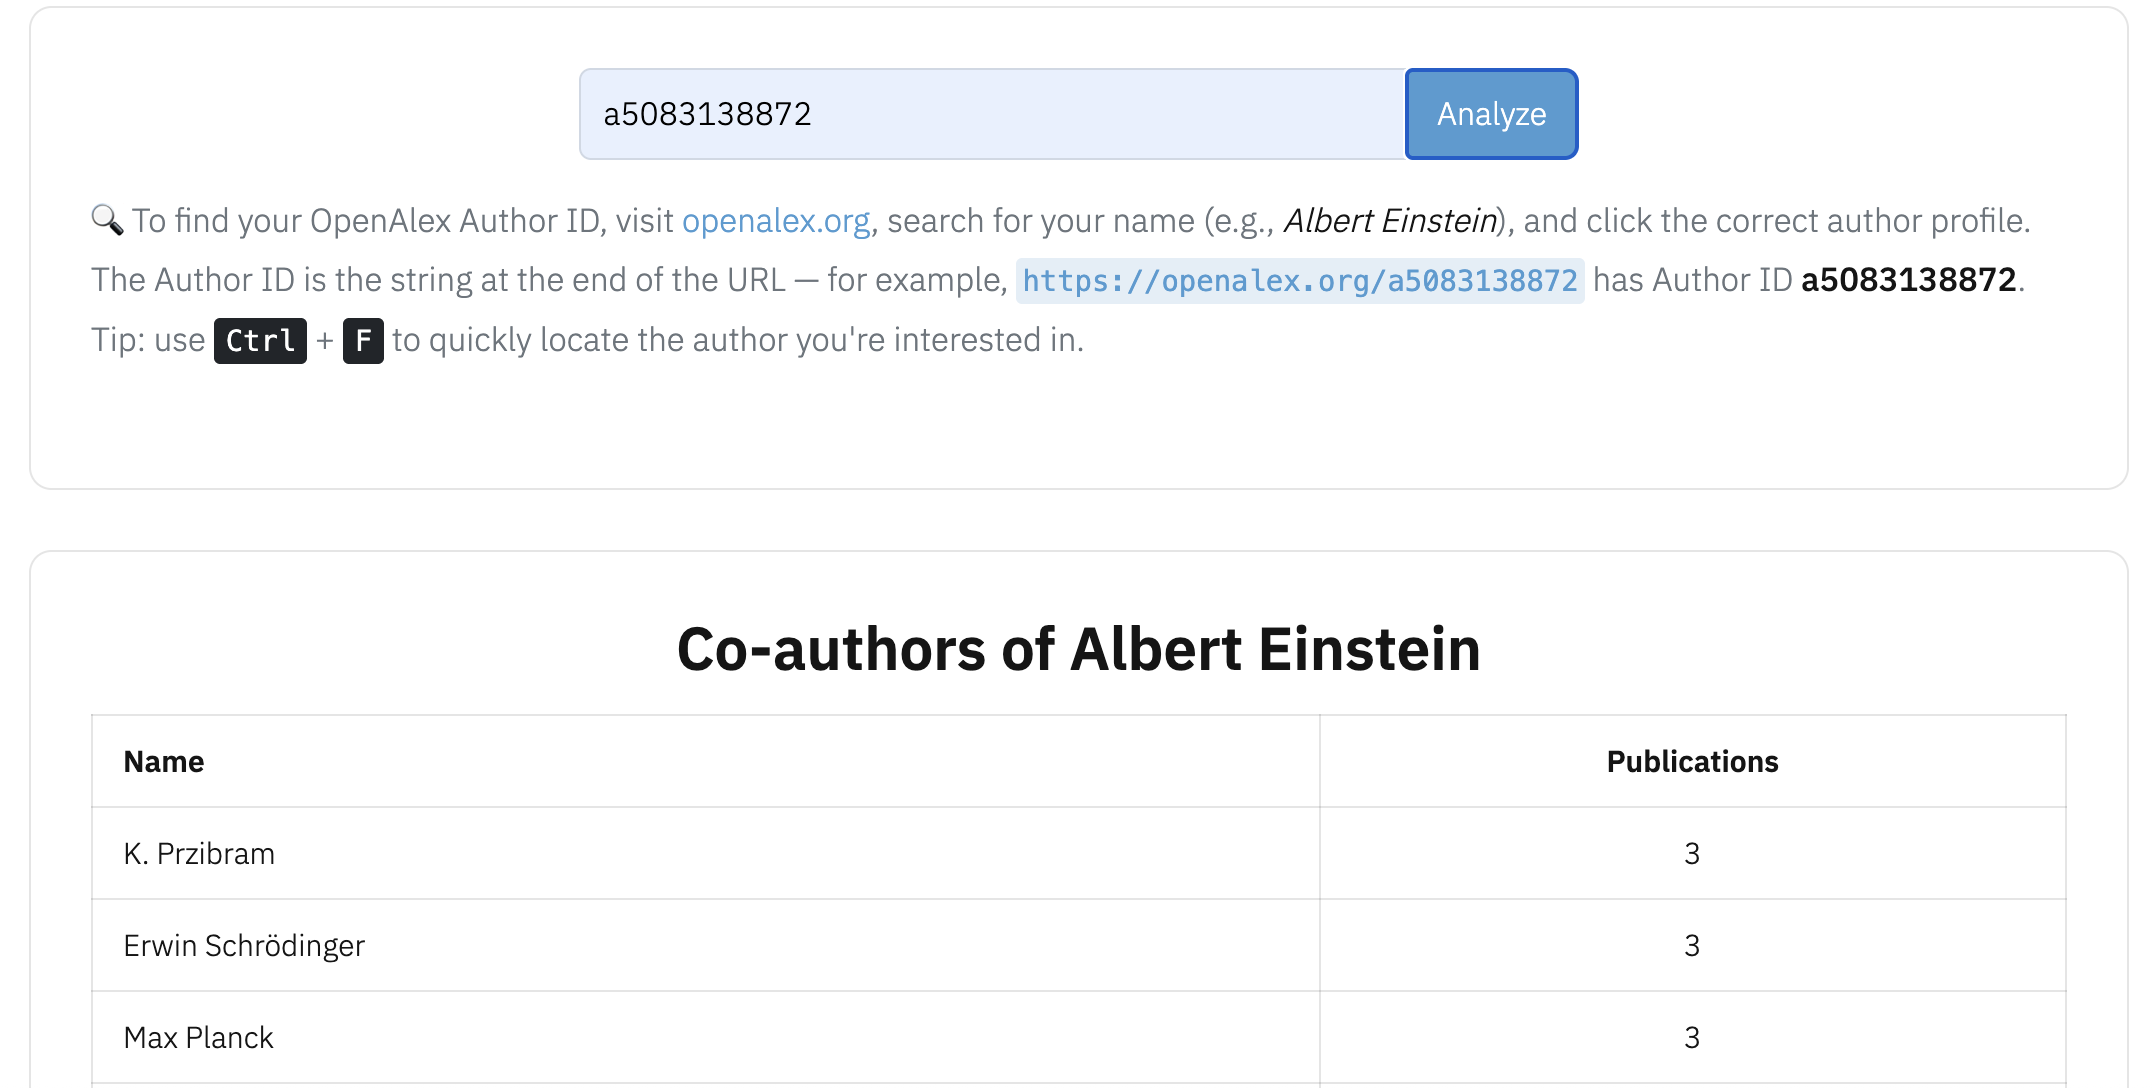 a5083138872
Analyze
🔍 To find your OpenAlex Author ID, visit openalex.org, search for your name (e.g., Albert Einstein), and click the correct author profile.
The Author ID is the string at the end of the URL — for example, https://openalex.org/a5083138872 has Author ID a5083138872.
Tip: use Ctrl + F to quickly locate the author you're interested in.
Co-authors of Albert Einstein
Name Publications
K. Przibram 3
Erwin Schrödinger 3
Max Planck 3